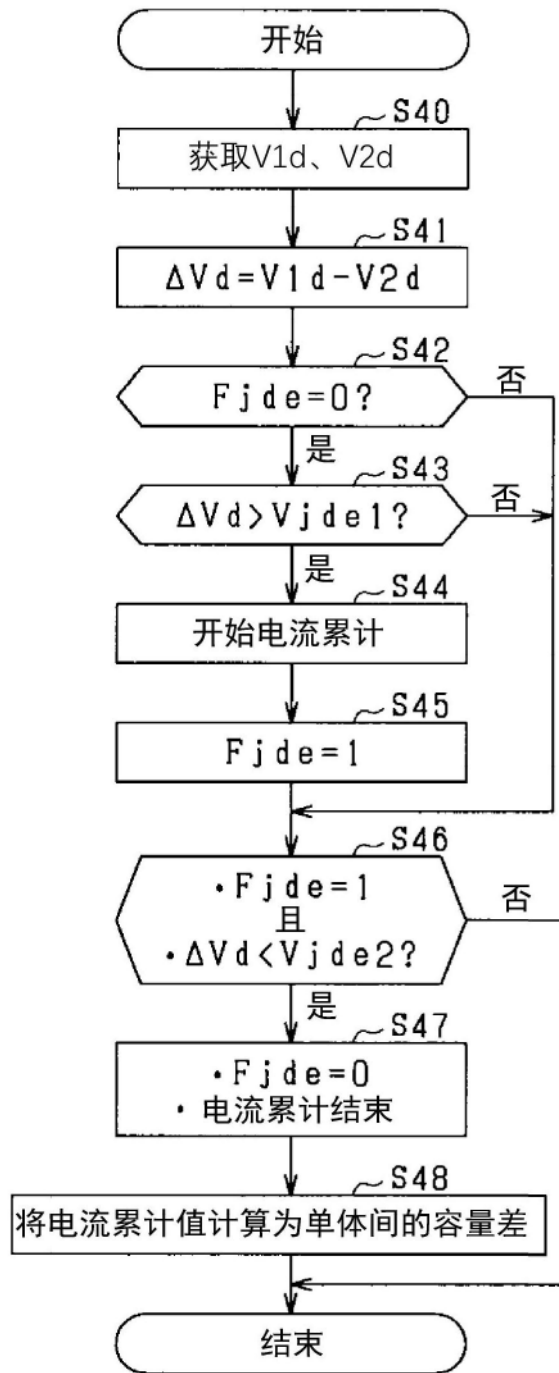 开始
S40
获取V1d、V2d
S41
ΔVd=V1d-V2d
S42
Fjde=0?
否
是
S43
ΔVd>Vjde1?
否
是
S44
开始电流累计
S45
Fjde=1
S46
·Fjde=1
且
·ΔVd<Vjde2?
否
是
S47
·Fjde=0
·电流累计结束
S48
将电流累计值计算为单体间的容量差
结束